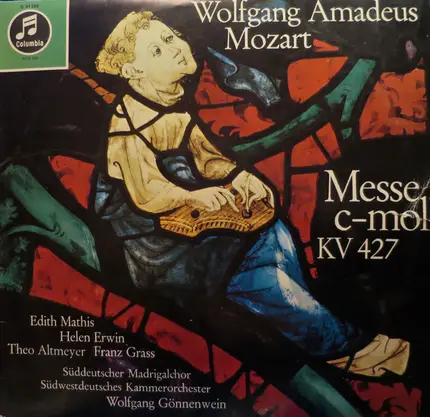 Columbia
Wolfgang Amadeus
Mozart
Messe
c-moll
KV 427
Edith Mathis
Helen Erwin
Theo Altmeyer Franz Grass
Süddeutscher Madrigalchor
Südwestdeutsches Kammerorchester
Wolfgang Gönnenwein